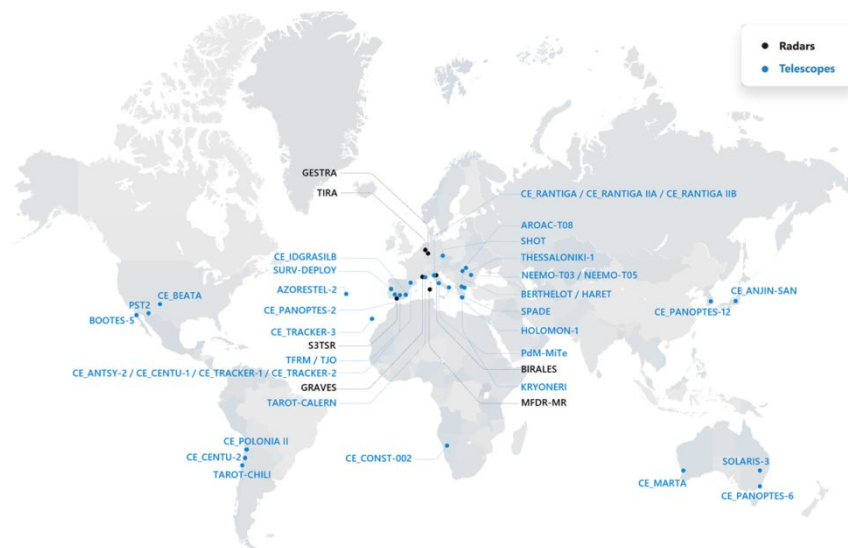 Radars
Telescopes
GESTRA
TIRA
CE_RANTIGA / CE_RANTIGA IIA / CE_RANTIGA IIB
AROAC-T08
SHOT
CE_IDGRASILB
THESSALONIKI-1
SURV-DEPLOY
NEEMO-T03 / NEEMO-T05
AZORESTEL-2
BERTHELOT / HARET
CE_BEATA
CE_ANJIN-SAN
PST2
CE_PANOPTES-2
SPADE
CE_PANOPTES-12
BOOTES-5
CE_TRACKER-3
HOLOMON-1
S3TSR
TFRM / TJO
PdM-MiTe
CE_ANTSY-2 / CE_CENTU-1 / CE_TRACKER-1 / CE_TRACKER-2
BIRALES
GRAVES
KRYONERI
TAROT-CALERN
MFDR-MR
CE_POLONIA II
CE_CENTU-2
CE_CONST-002
SOLARIS-3
TAROT-CHILI
CE_MARTA
CE_PANOPTES-6